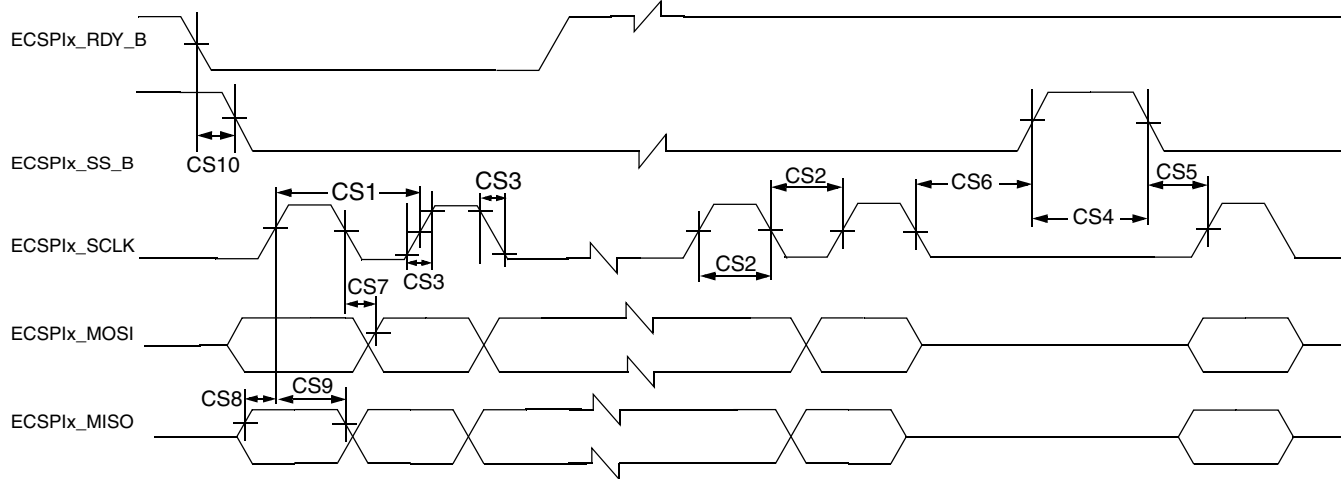 ECSPIx_RDY_B
CS10
ECSPIx_SS_B
CS1
CS3
CS2
CS6
CS5
CS4
ECSPIx_SCLK
CS3
CS2
CS7
ECSPIx_MOSI
CS8
CS9
ECSPIx_MISO